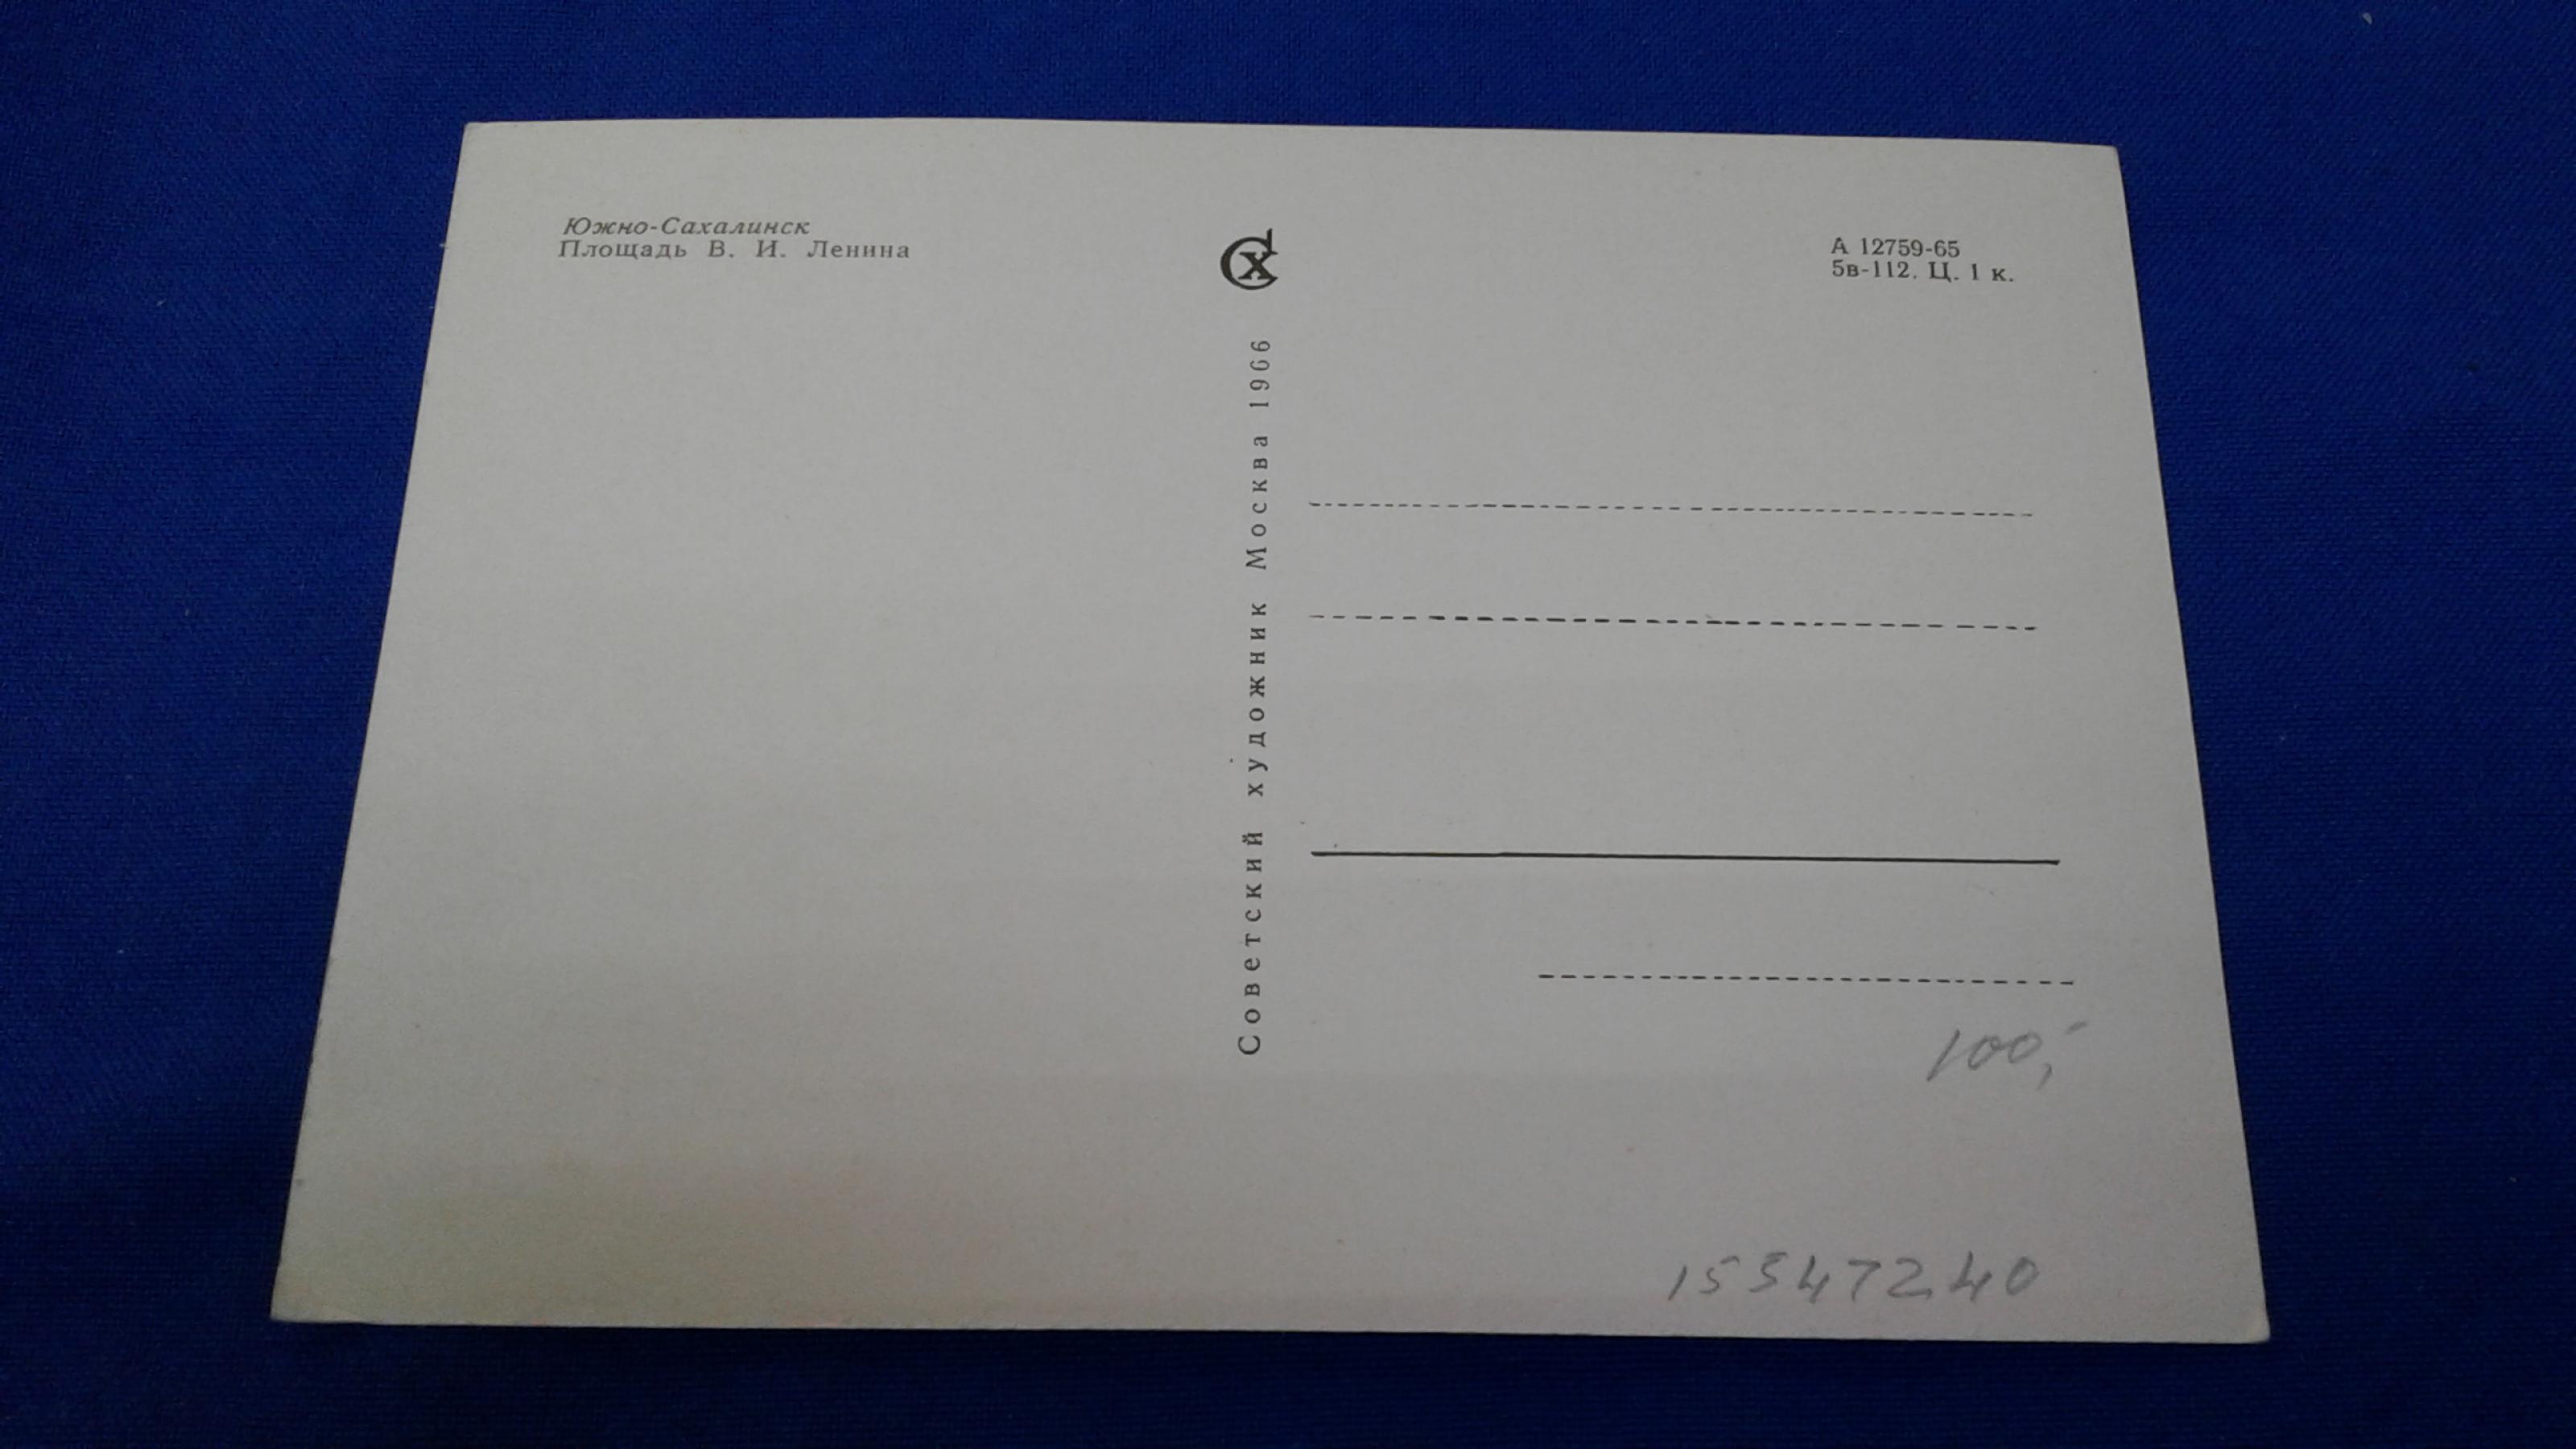 Южно-Сахалинск
Площадь В. И. Ленина
СХ
А 12759-65
5в-112. Ц. 1 к.
Советский художник Москва 1966
100,-
15547240